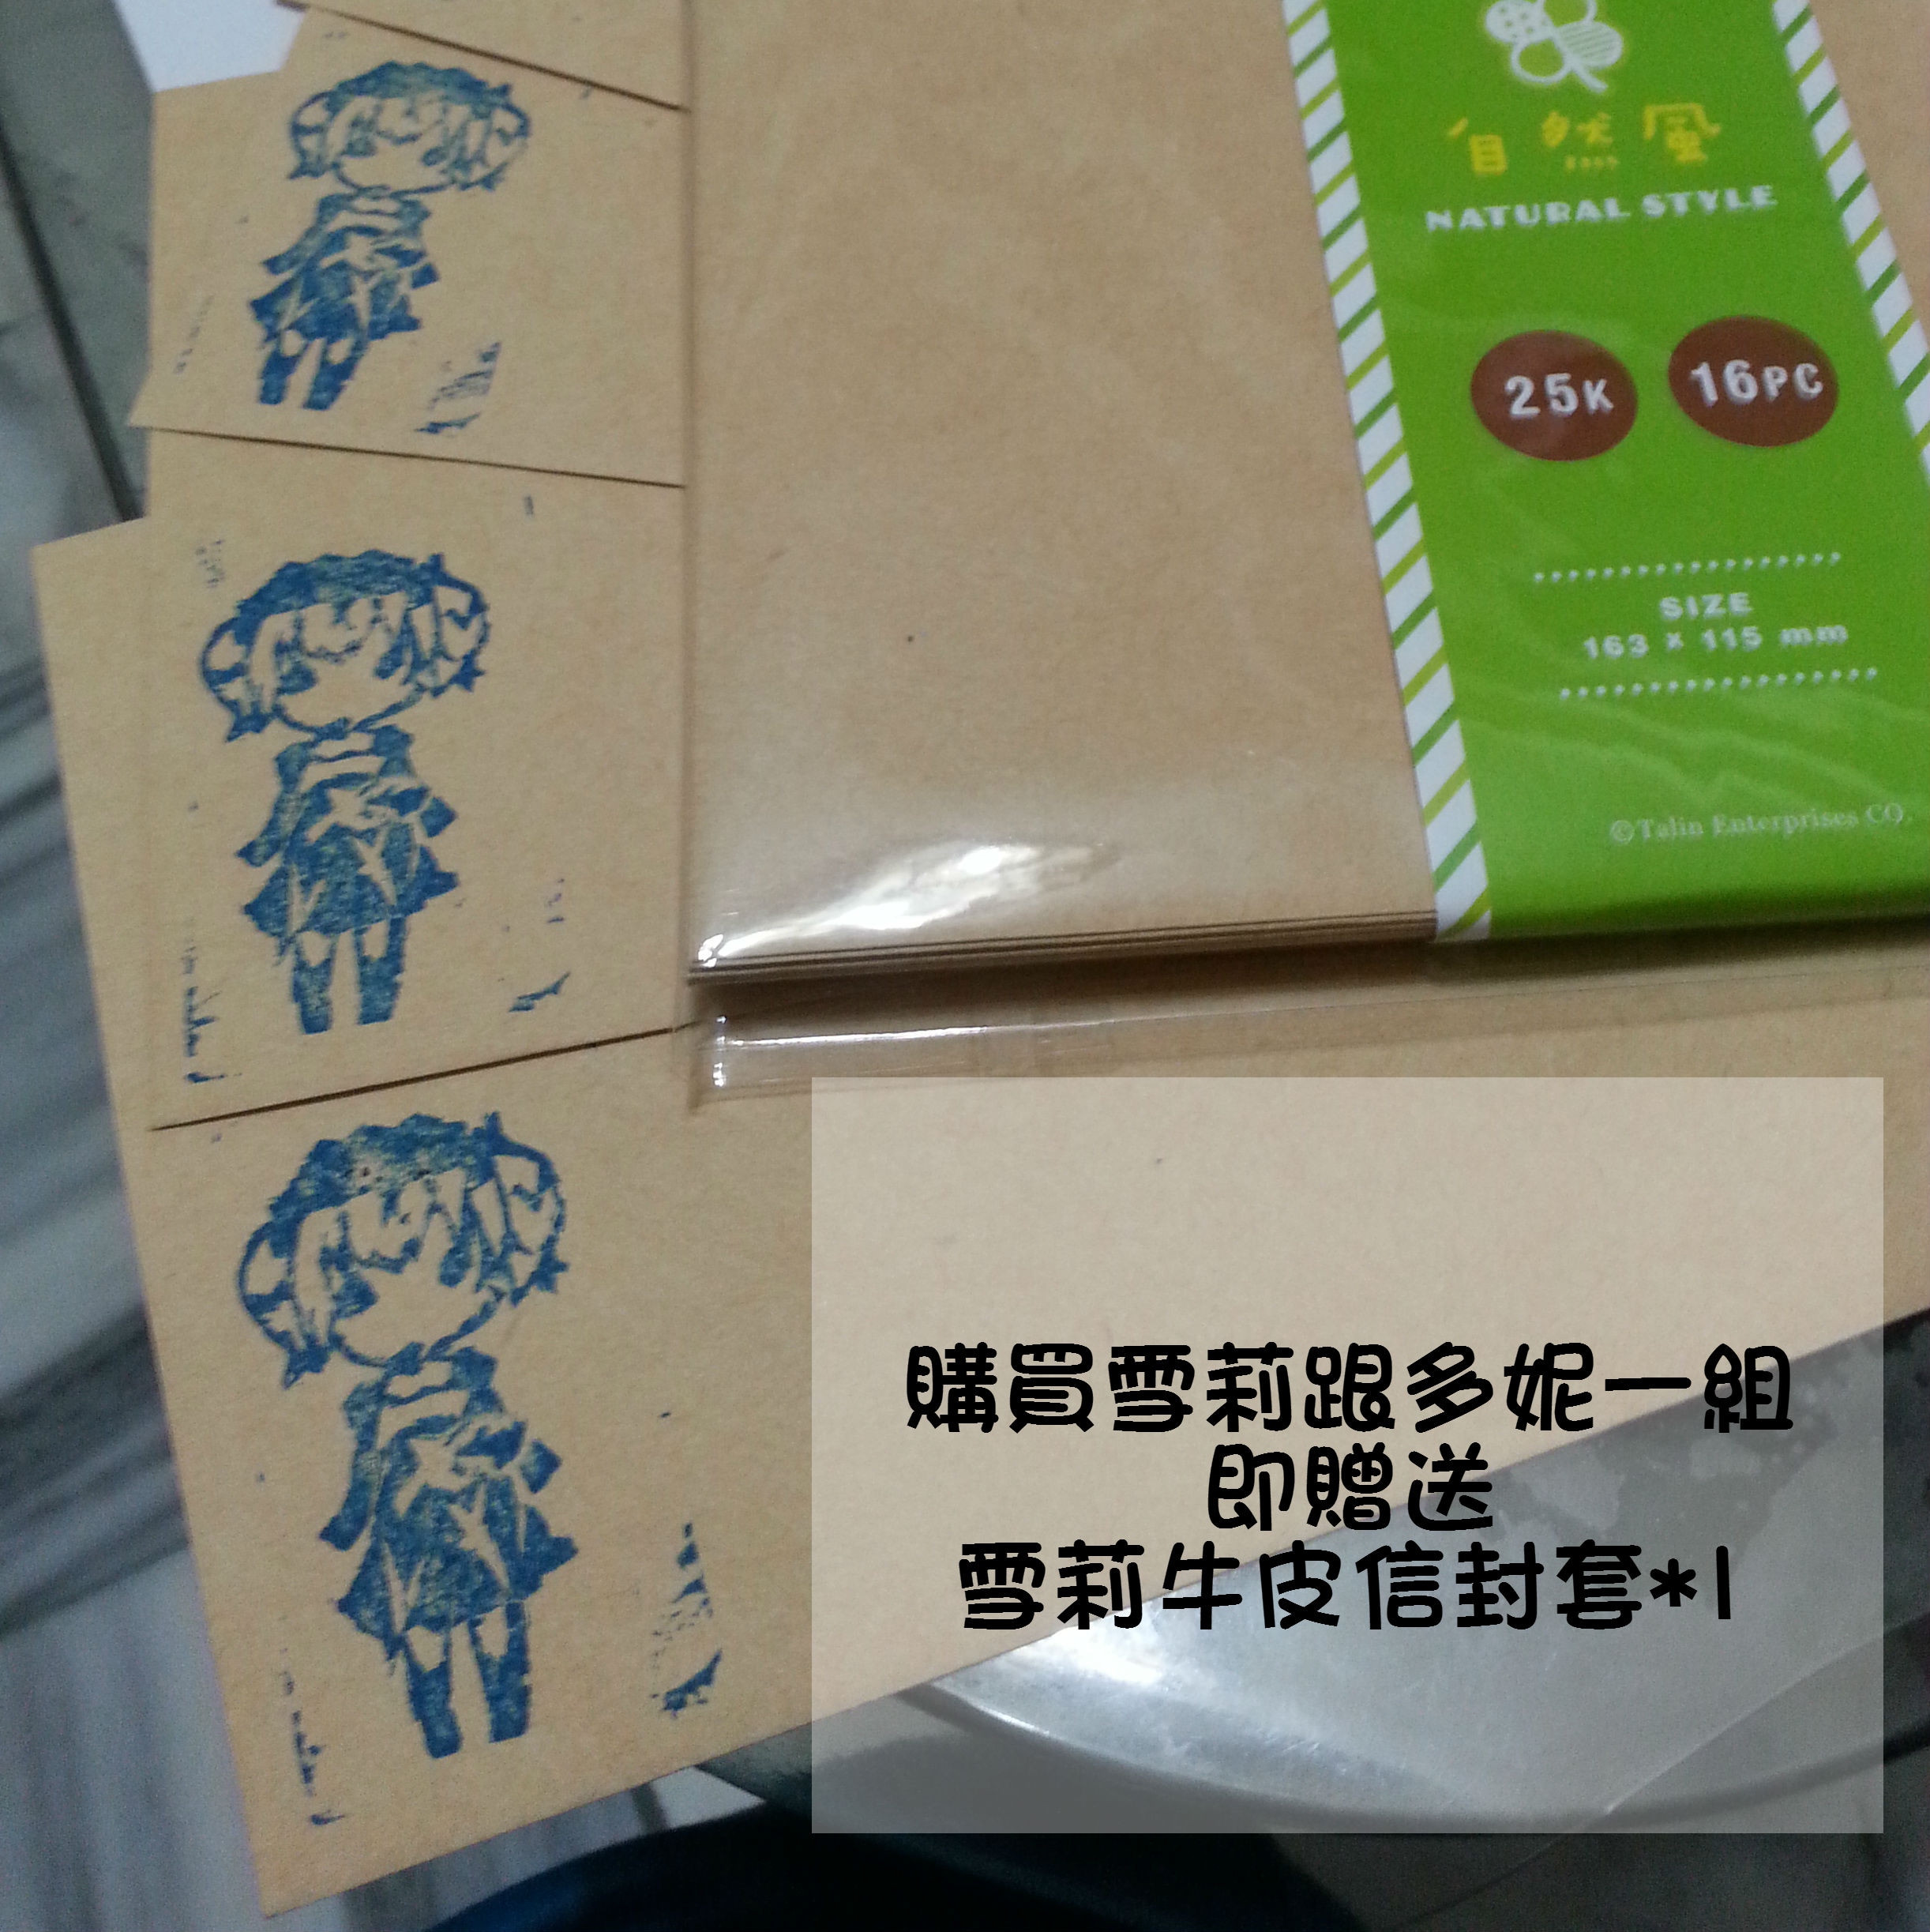 自然風
NATURAL STYLE
25K
16PC
SIZE
163 × 115 mm
©Talin Enterprises CO.
購買雪莉跟多妮一組
即贈送
雪莉牛皮信封套*1